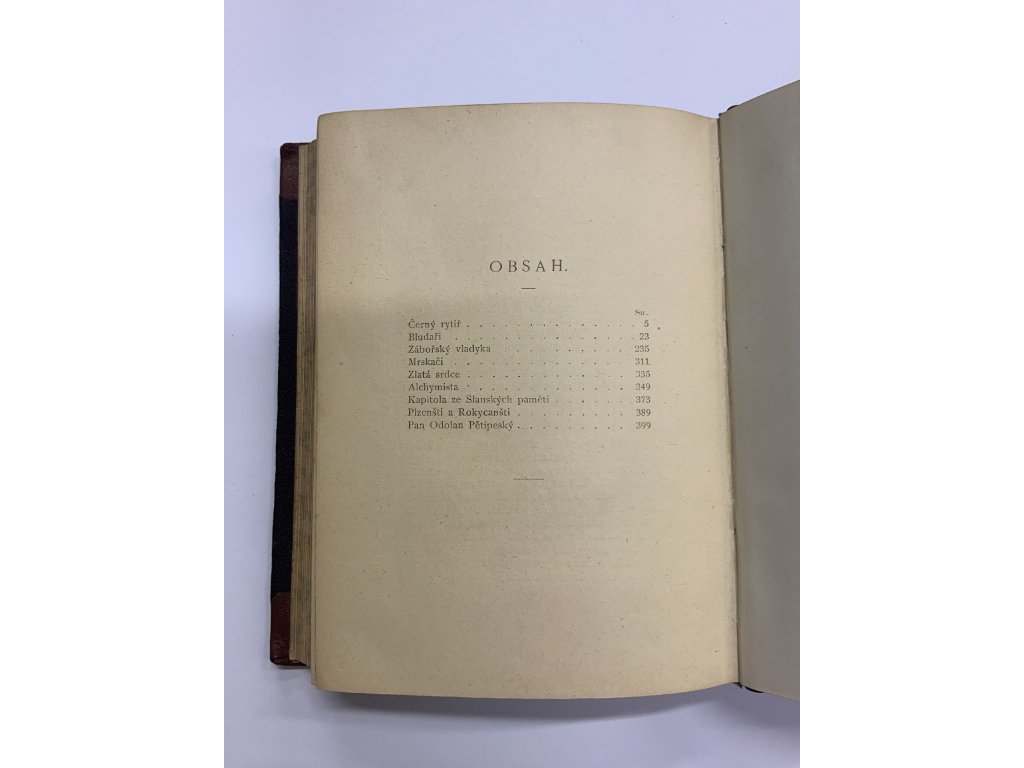 OBSAH.
Str.
Černý rytíř . . . . . . . . . . . . . 5
Bludaři . . . . . . . . . . . . . . 23
Zábořský vladyka . . . . . . . . . . 235
Mrskači . . . . . . . . . . . . . . 311
Zlatá srdce . . . . . . . . . . . . . 335
Alchymista . . . . . . . . . . . . . 349
Kapitola ze Slanských pamětí . . . . . . 373
Plzenští a Rokycanští . . . . . . . . . 389
Pan Odolan Pětipeský . . . . . . . . . 399